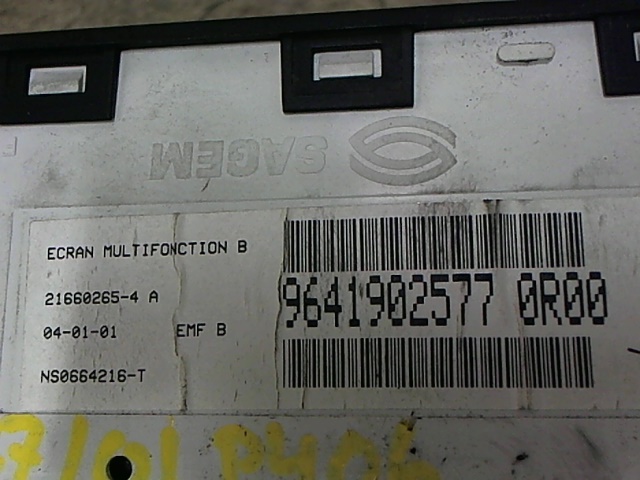 SAGEM
ECRAN MULTIFONCTION B
21660265-4 A
04-01-01 EMF B
NS0664216-T
9641902577 0R00